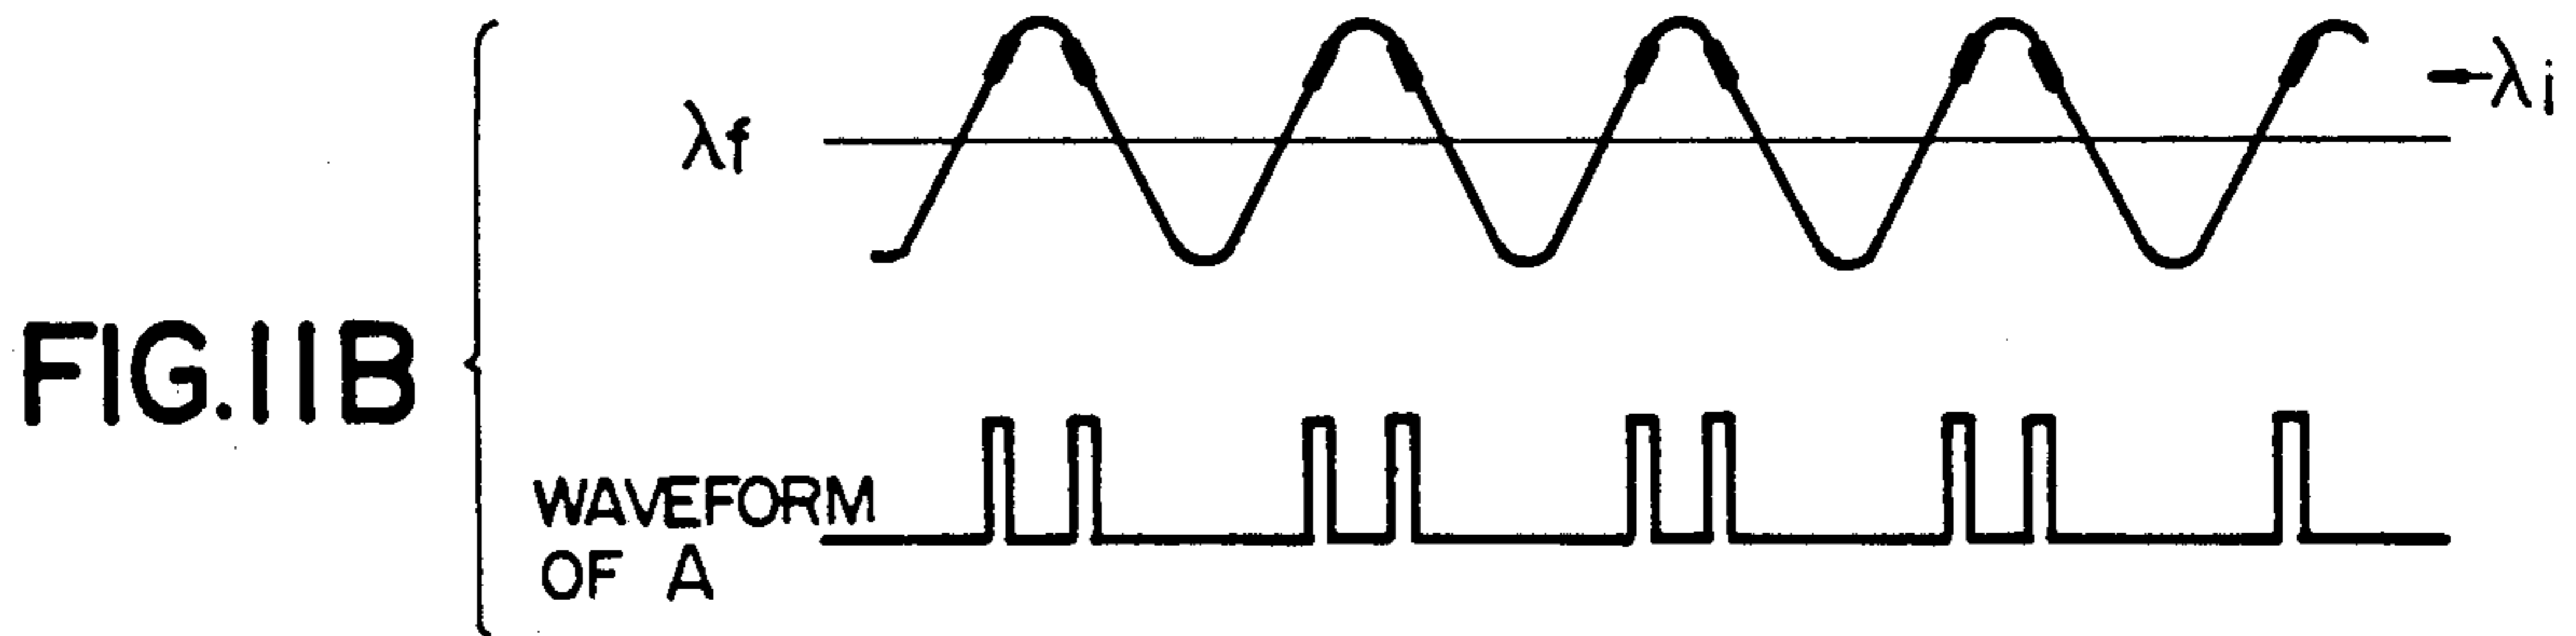 λf
λi
FIG.11B
WAVEFORM
OF A